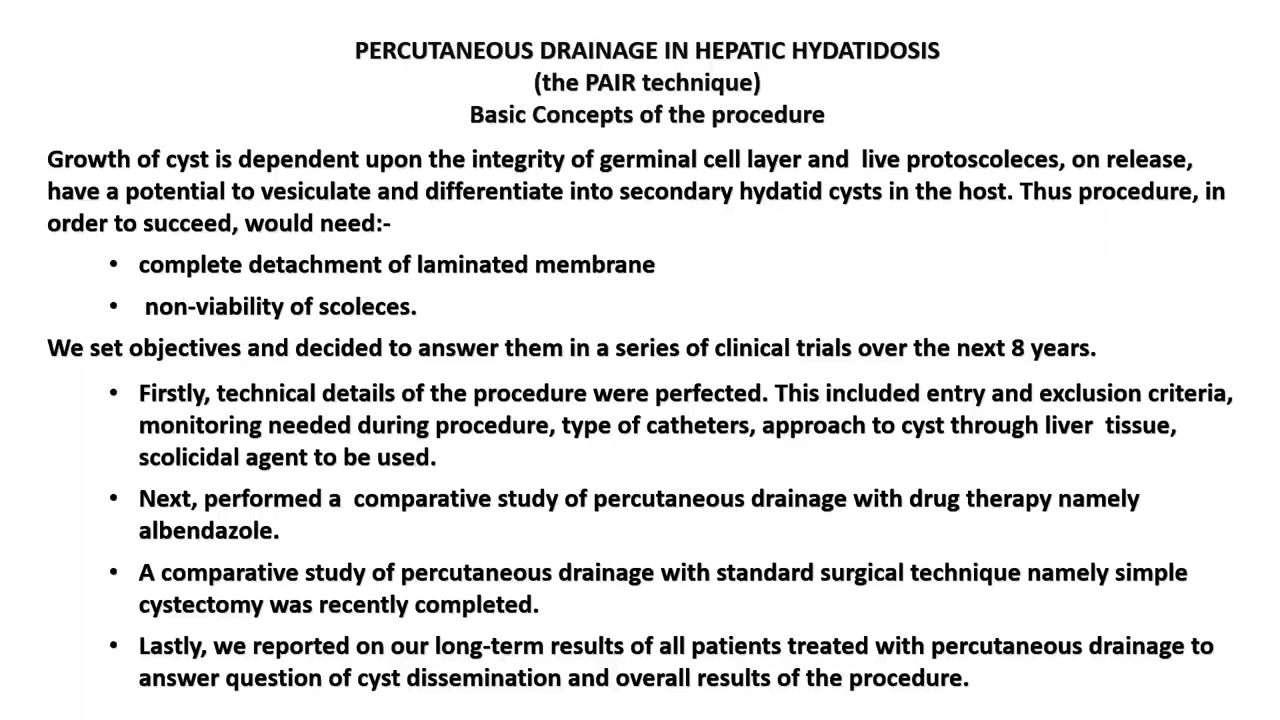 PERCUTANEOUS DRAINAGE IN HEPATIC HYDATIDOSIS
(the PAIR technique)
Basic Concepts of the procedure
Growth of cyst is dependent upon the integrity of germinal cell layer and live protoscoleces, on release,
have a potential to vesiculate and differentiate into secondary hydatid cysts in the host. Thus procedure, in
order to succeed, would need:-
• complete detachment of laminated membrane
• non-viability of scoleces.
We set objectives and decided to answer them in a series of clinical trials over the next 8 years.
• Firstly, technical details of the procedure were perfected. This included entry and exclusion criteria,
monitoring needed during procedure, type of catheters, approach to cyst through liver tissue,
scolicidal agent to be used.
• Next, performed a comparative study of percutaneous drainage with drug therapy namely
albendazole.
• A comparative study of percutaneous drainage with standard surgical technique namely simple
cystectomy was recently completed.
• Lastly, we reported on our long-term results of all patients treated with percutaneous drainage to
answer question of cyst dissemination and overall results of the procedure.